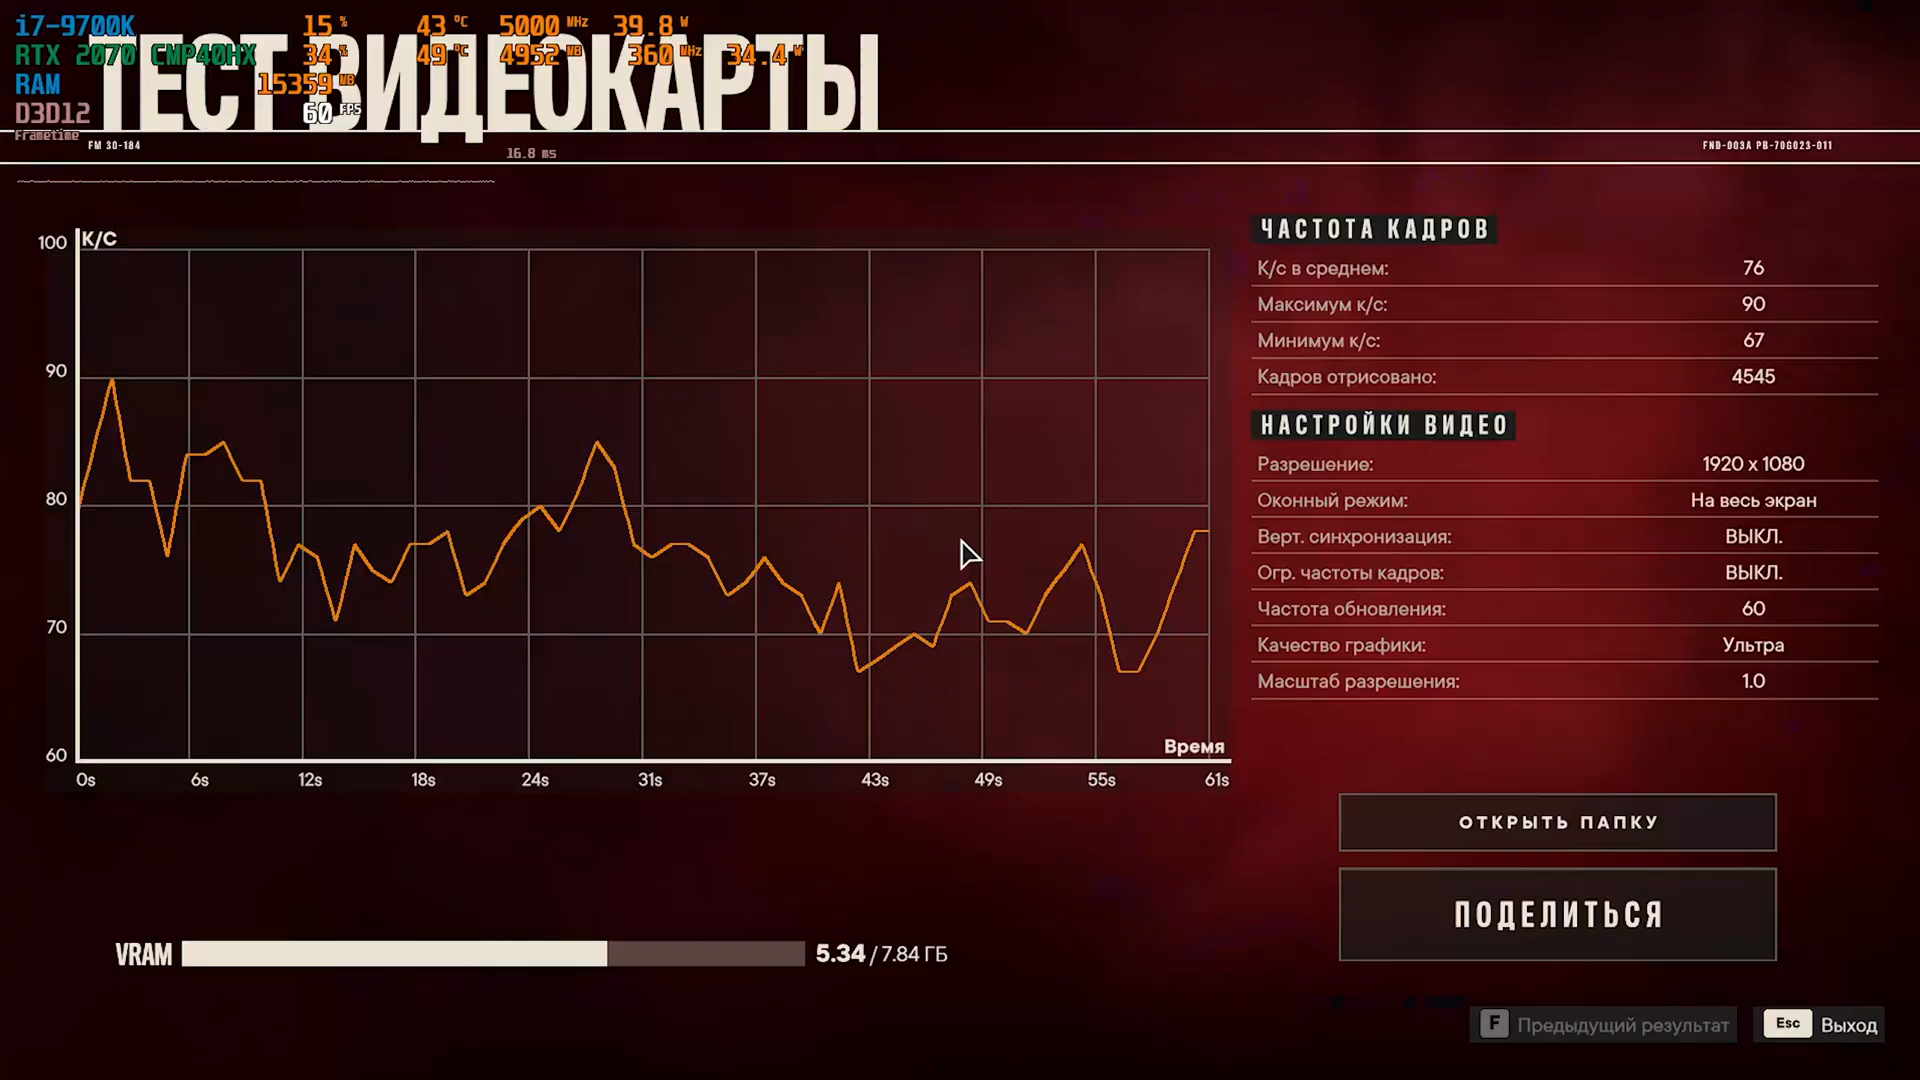 i7-9700K 15 % 43 °C 5000 MHz 39.8 W
RTX 2070 CMP40HX 34 % 49 °C 4952 MB 360 MHz 34.4 W
RAM 15359 MB
D3D12 60 FPS
Frametime
16.8 ms
ТЕСТ ВИДЕОКАРТЫ
FM 30-184
FND-003A PB-70G023-011
К/С
100
90
80
70
60
Время
0s 6s 12s 18s 24s 31s 37s 43s 49s 55s 61s
ЧАСТОТА КАДРОВ
К/с в среднем: 76
Максимум к/с: 90
Минимум к/с: 67
Кадров отрисовано: 4545
НАСТРОЙКИ ВИДЕО
Разрешение: 1920 x 1080
Оконный режим: На весь экран
Верт. синхронизация: ВЫКЛ.
Огр. частоты кадров: ВЫКЛ.
Частота обновления: 60
Качество графики: Ультра
Масштаб разрешения: 1.0
ОТКРЫТЬ ПАПКУ
ПОДЕЛИТЬСЯ
VRAM 5.34 / 7.84 ГБ
F Предыдущий результат
Esc Выход